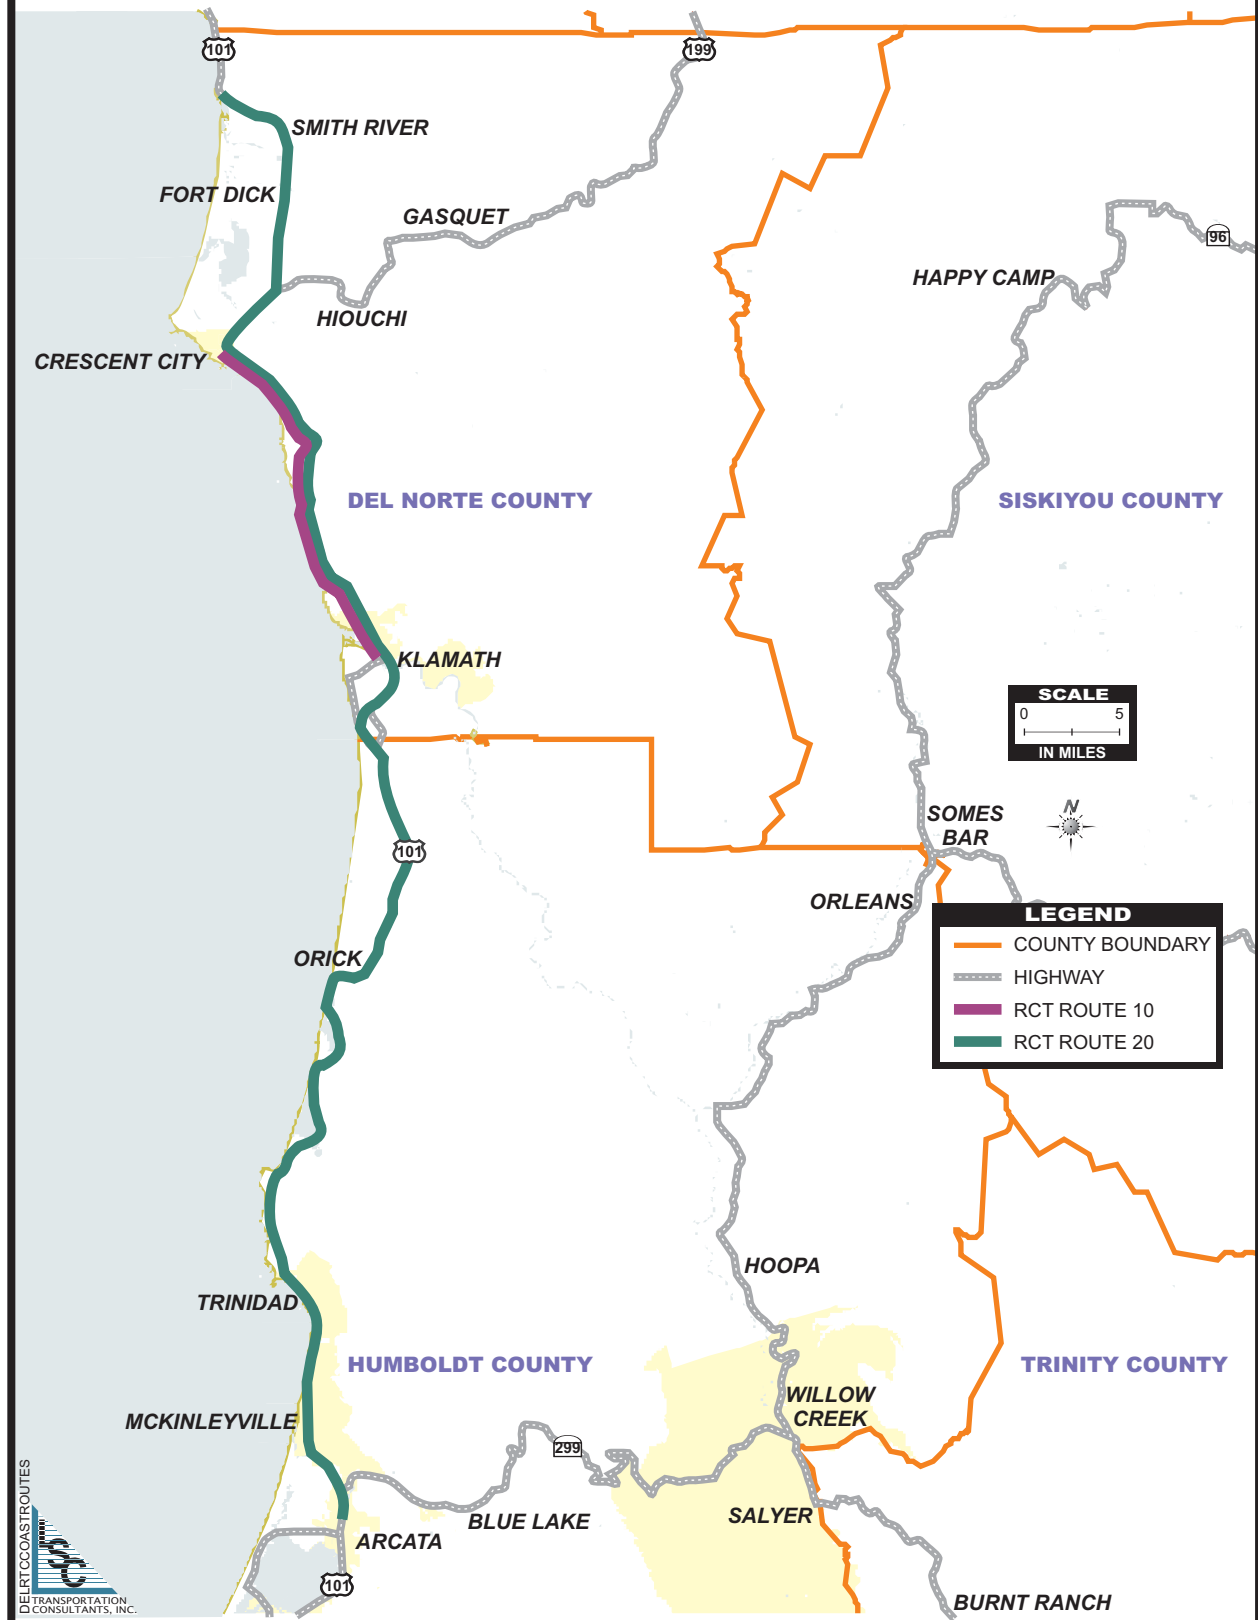 101
199
SMITH RIVER
FORT DICK
GASQUET
96
HAPPY CAMP
HIOUCHI
CRESCENT CITY
DEL NORTE COUNTY
SISKIYOU COUNTY
KLAMATH
SCALE
0 5
IN MILES
N
SOMES
BAR
101
ORLEANS
LEGEND
COUNTY BOUNDARY
HIGHWAY
RCT ROUTE 10
RCT ROUTE 20
ORICK
HOOPA
TRINIDAD
HUMBOLDT COUNTY
TRINITY COUNTY
WILLOW
CREEK
MCKINLEYVILLE
299
BLUE LAKE
SALYER
ARCATA
101
BURNT RANCH
DELRTCCOASTROUTES
LSC
TRANSPORTATION
CONSULTANTS, INC.